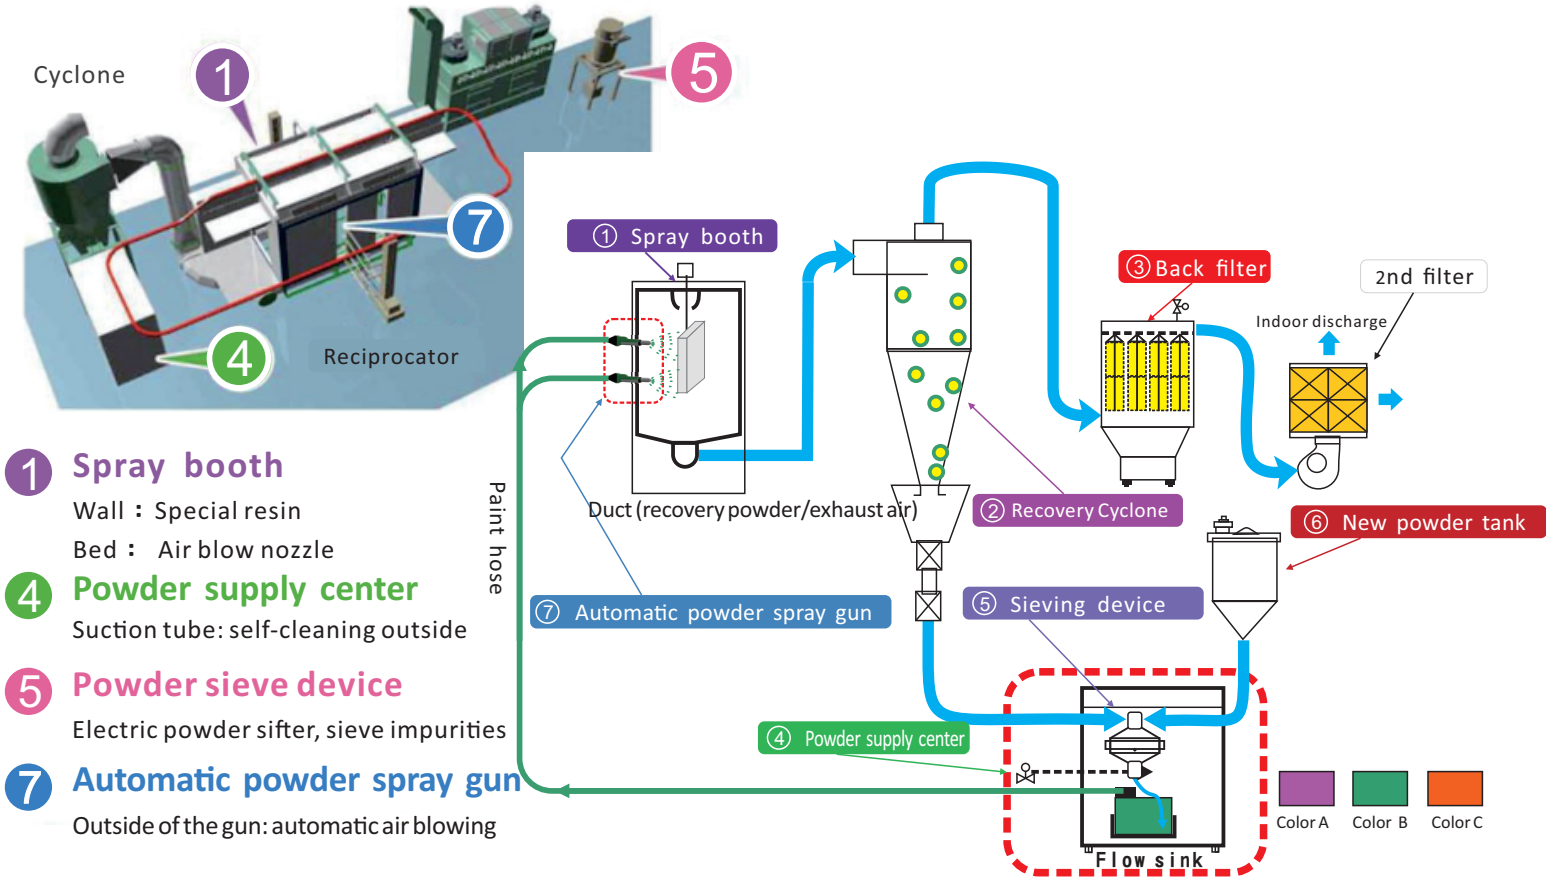 Cyclone
1
5
7
4
Reciprocator
1 Spray booth
Wall : Special resin
Bed : Air blow nozzle
4 Powder supply center
Suction tube: self-cleaning outside
5 Powder sieve device
Electric powder sifter, sieve impurities
7 Automatic powder spray gun
Outside of the gun: automatic air blowing
① Spray booth
③ Back filter
2nd filter
Indoor discharge
Paint hose
Duct (recovery powder/exhaust air)
② Recovery Cyclone
⑥ New powder tank
⑦ Automatic powder spray gun
⑤ Sieving device
④ Powder supply center
Flow sink
Color A
Color B
Color C